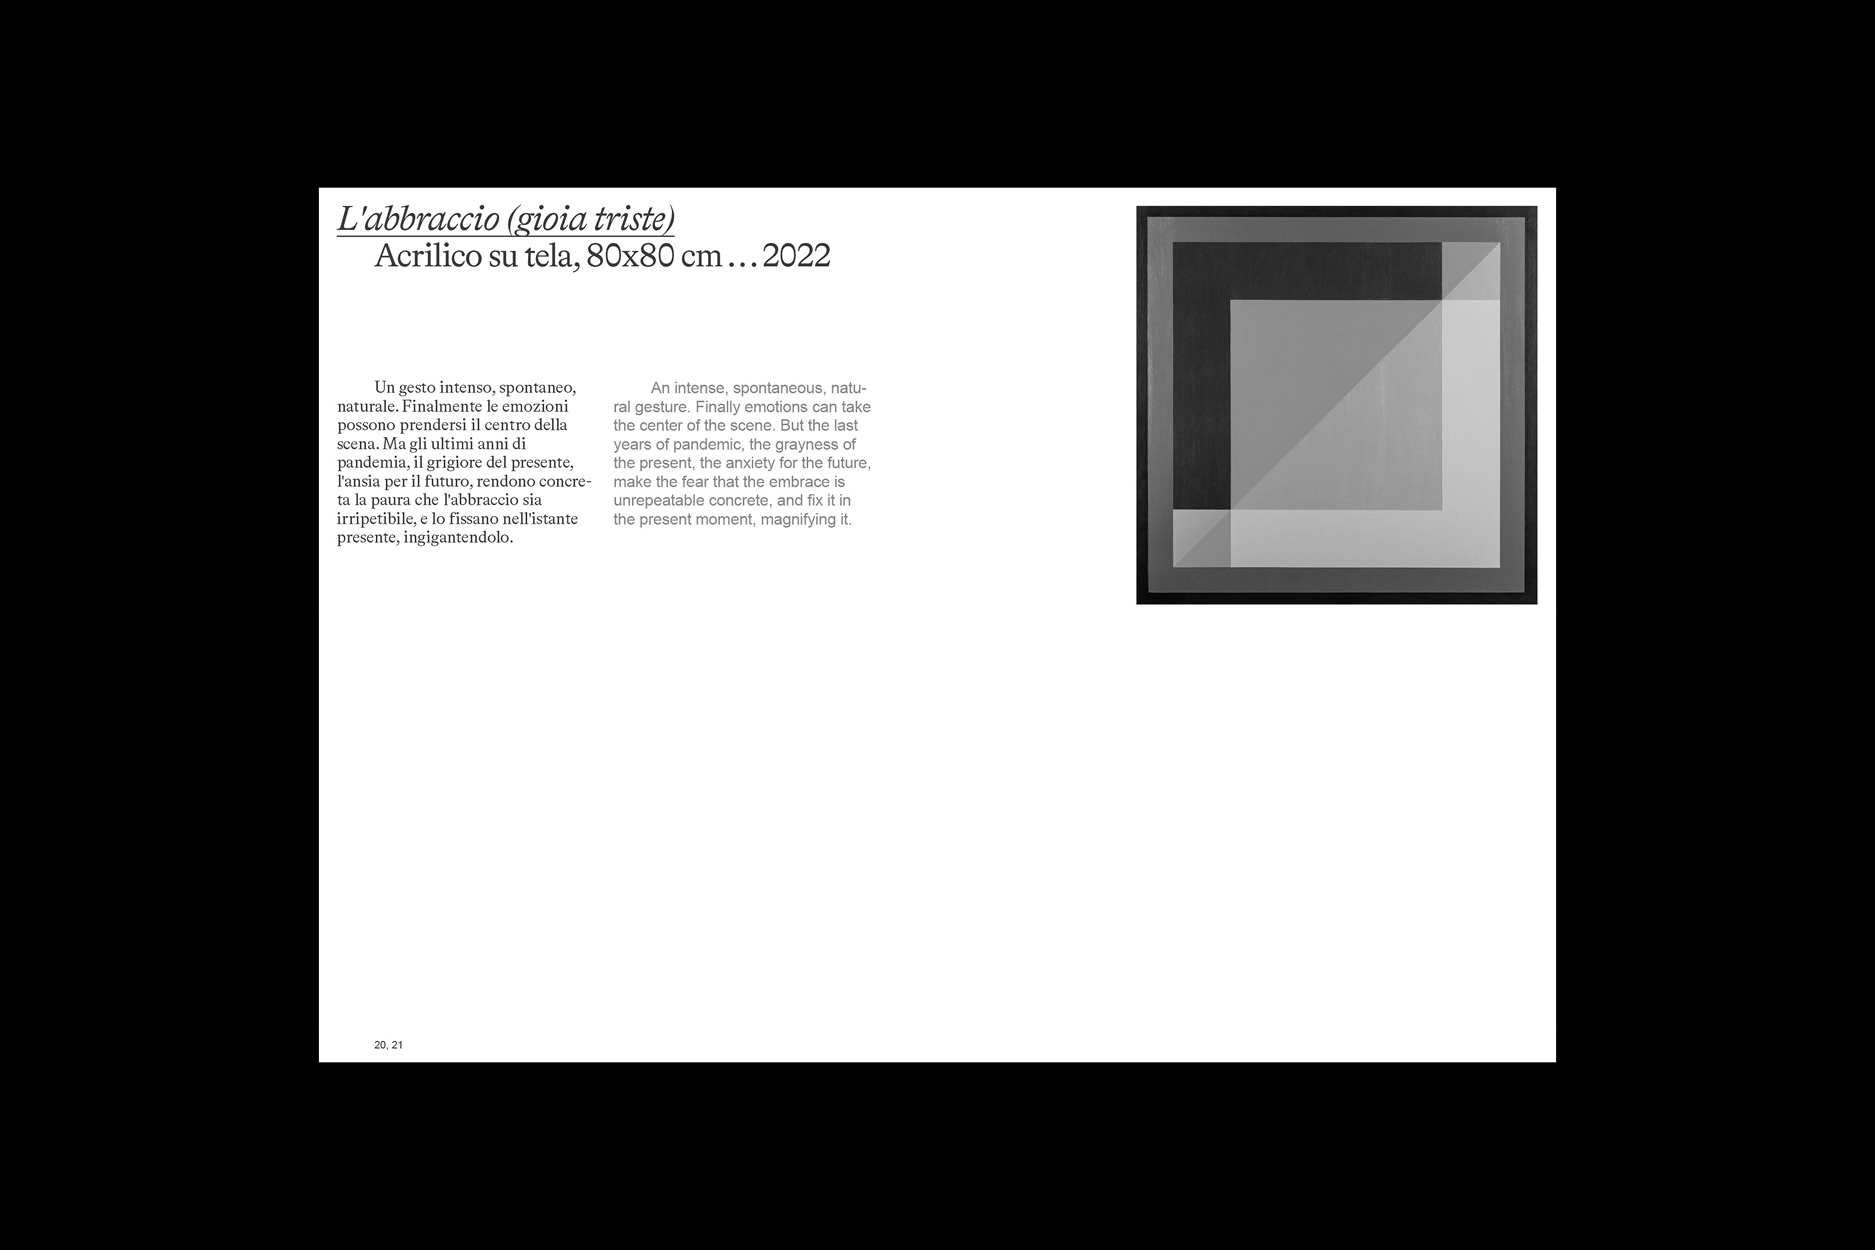 L'abbraccio (gioia triste)
Acrilico su tela, 80x80 cm...2022
Un gesto intenso, spontaneo,
naturale. Finalmente le emozioni
possono prendersi il centro della
scena. Ma gli ultimi anni di
pandemia, il grigiore del presente,
l'ansia per il futuro, rendono concre-
ta la paura che l'abbraccio sia
irripetibile, e lo fissano nell'istante
presente, ingigantendolo.
An intense, spontaneous, natu-
ral gesture. Finally emotions can take
the center of the scene. But the last
years of pandemic, the grayness of
the present, the anxiety for the future,
make the fear that the embrace is
unrepeatable concrete, and fix it in
the present moment, magnifying it.
20, 21